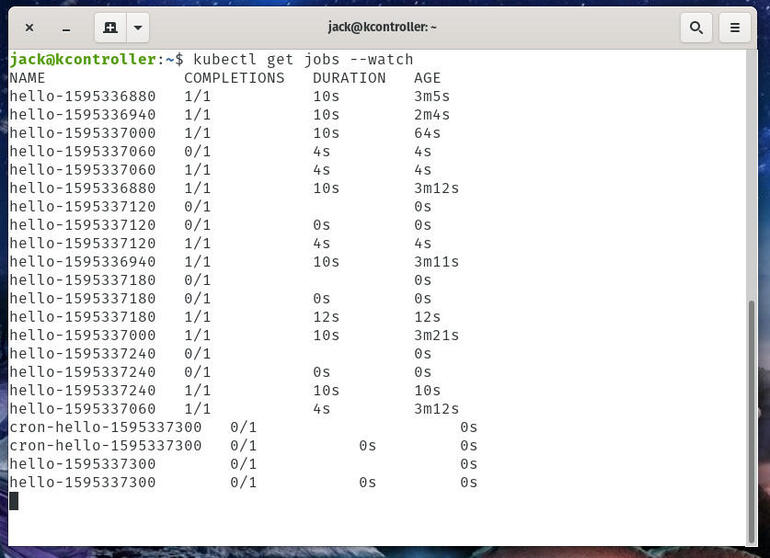 jack@kcontroller: ~
jack@kcontroller:~$ kubectl get jobs --watch
NAME               COMPLETIONS   DURATION   AGE
hello-1595336880   1/1           10s        3m5s
hello-1595336940   1/1           10s        2m4s
hello-1595337000   1/1           10s        64s
hello-1595337060   0/1           4s         4s
hello-1595337060   1/1           4s         4s
hello-1595336880   1/1           10s        3m12s
hello-1595337120   0/1                      0s
hello-1595337120   0/1           0s         0s
hello-1595337120   1/1           4s         4s
hello-1595336940   1/1           10s        3m11s
hello-1595337180   0/1                      0s
hello-1595337180   0/1           0s         0s
hello-1595337180   1/1           12s        12s
hello-1595337000   1/1           10s        3m21s
hello-1595337240   0/1                      0s
hello-1595337240   0/1           0s         0s
hello-1595337240   1/1           10s        10s
hello-1595337060   1/1           4s         3m12s
cron-hello-1595337300   0/1                      0s
cron-hello-1595337300   0/1           0s         0s
hello-1595337300        0/1                      0s
hello-1595337300        0/1           0s         0s